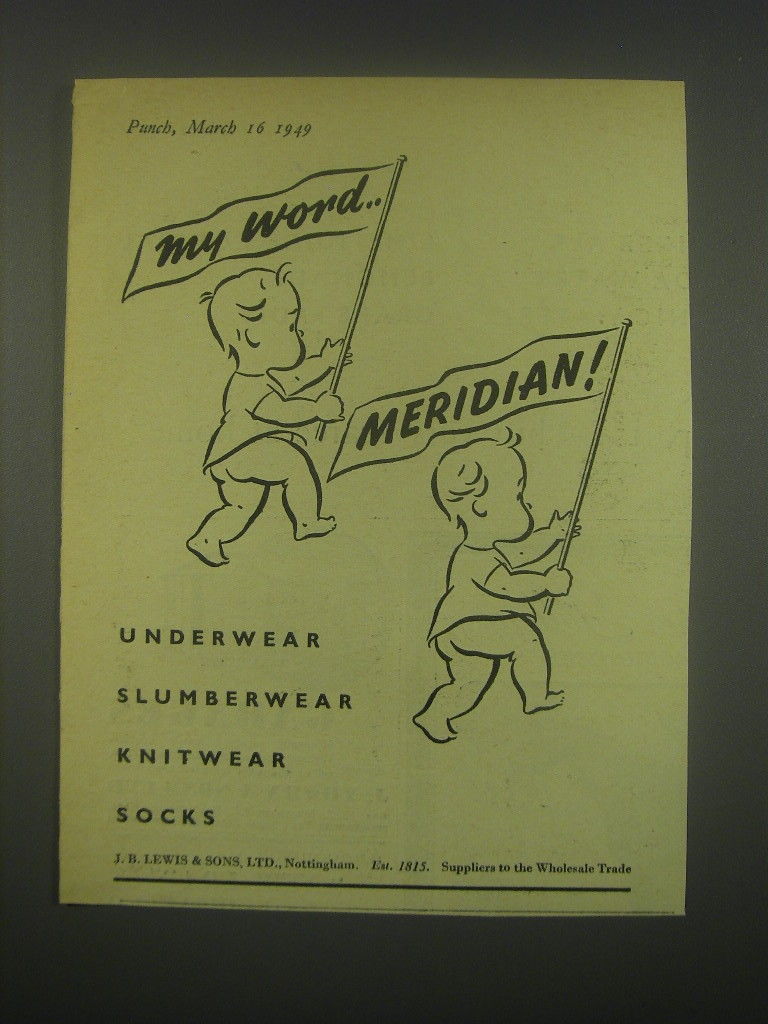 Punch, March 16 1949
my word..
MERIDIAN!
UNDERWEAR
SLUMBERWEAR
KNITWEAR
SOCKS
J. B. LEWIS & SONS, LTD., Nottingham. Est. 1815. Suppliers to the Wholesale Trade